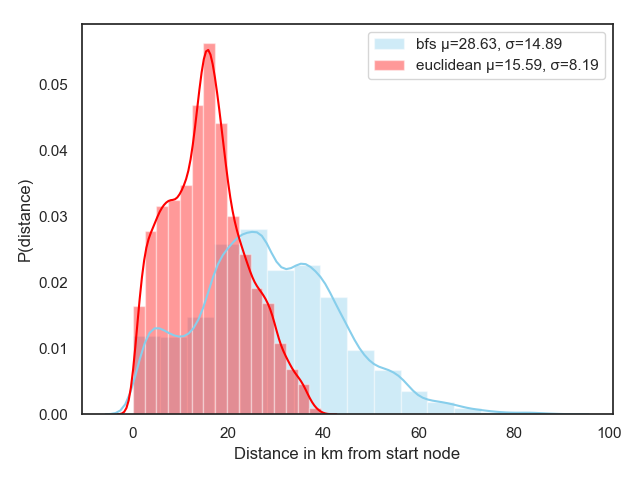 bfs μ=28.63, σ=14.89
euclidean μ=15.59, σ=8.19
P(distance)
0.05
0.04
0.03
0.02
0.01
0.00
0 20 40 60 80 100
Distance in km from start node